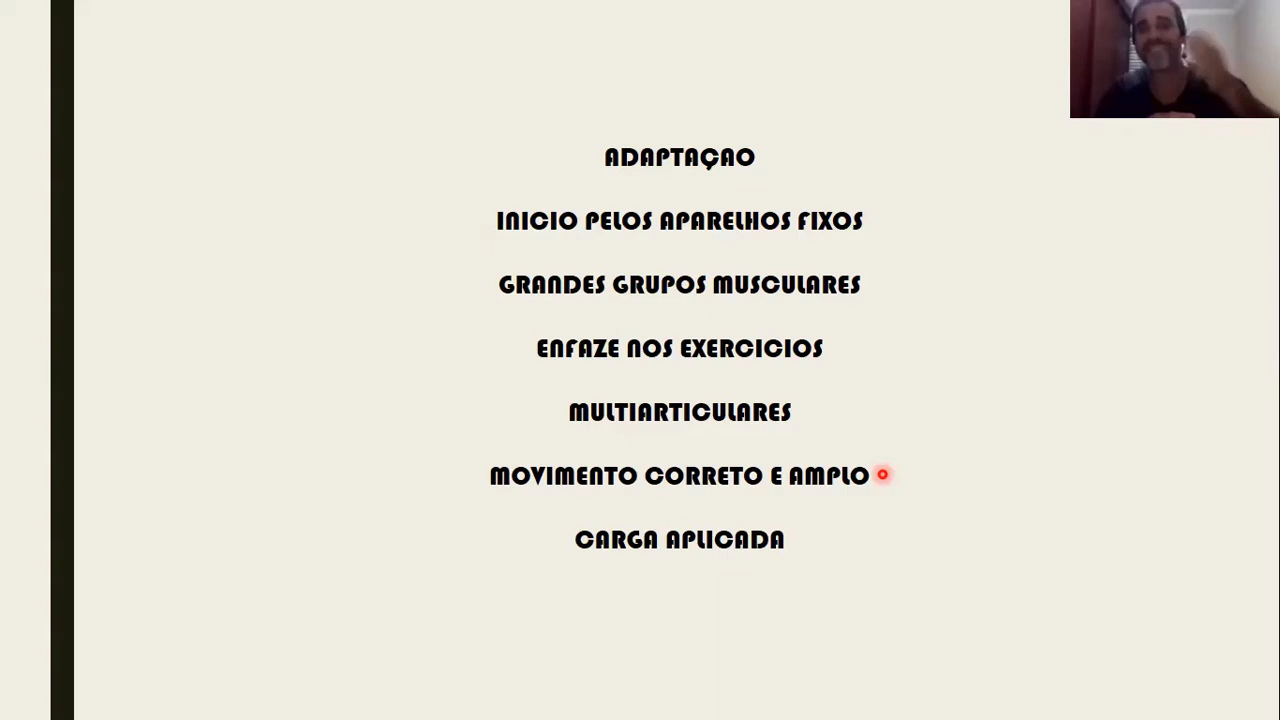 ADAPTAÇAO
INICIO PELOS APARELHOS FIXOS
GRANDES GRUPOS MUSCULARES
ENFAZE NOS EXERCICIOS
MULTIARTICULARES
MOVIMENTO CORRETO E AMPLO
CARGA APLICADA